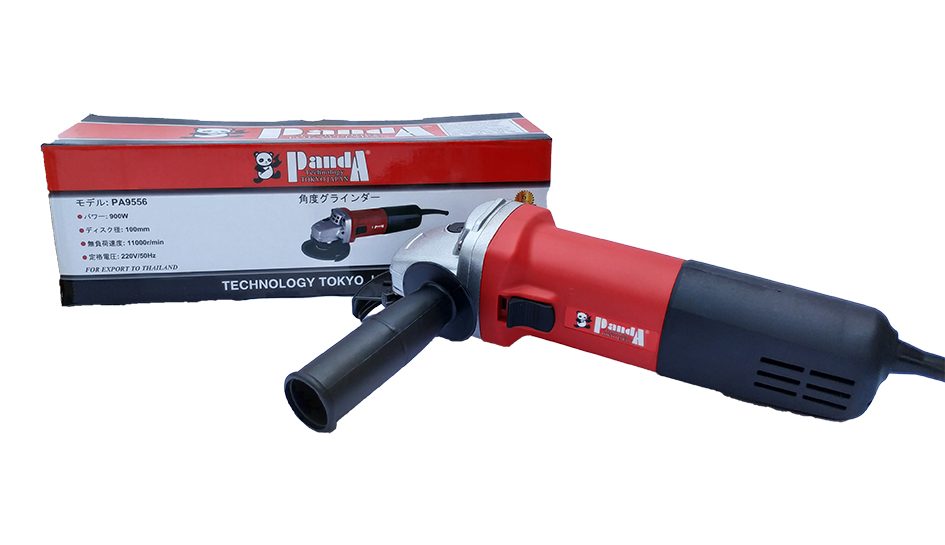 PandA
PandA®
Technology
TOKYO JAPAN
モデル: PA9556
角度グラインダー
パワー: 900W
ディスク径: 100mm
無負荷速度: 11000r/min
定格電圧: 220V/50Hz
FOR EXPORT TO THAILAND
TECHNOLOGY TOKYO
PandA®